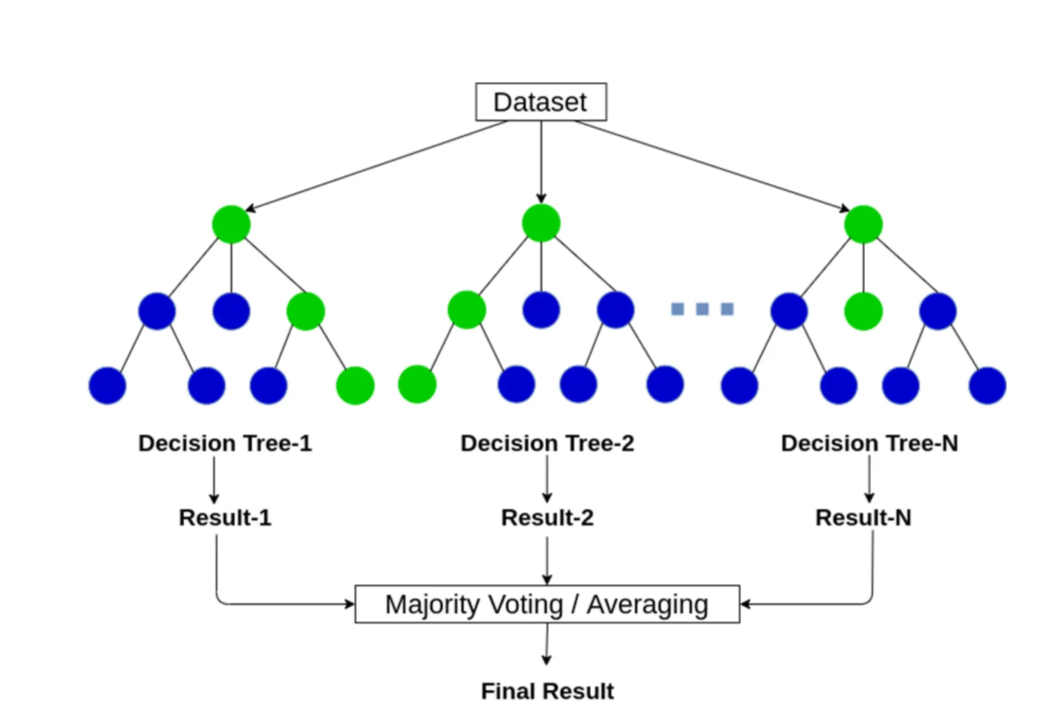 Dataset
Decision Tree-1
Decision Tree-2
Decision Tree-N
Result-1
Result-2
Result-N
Majority Voting / Averaging
Final Result